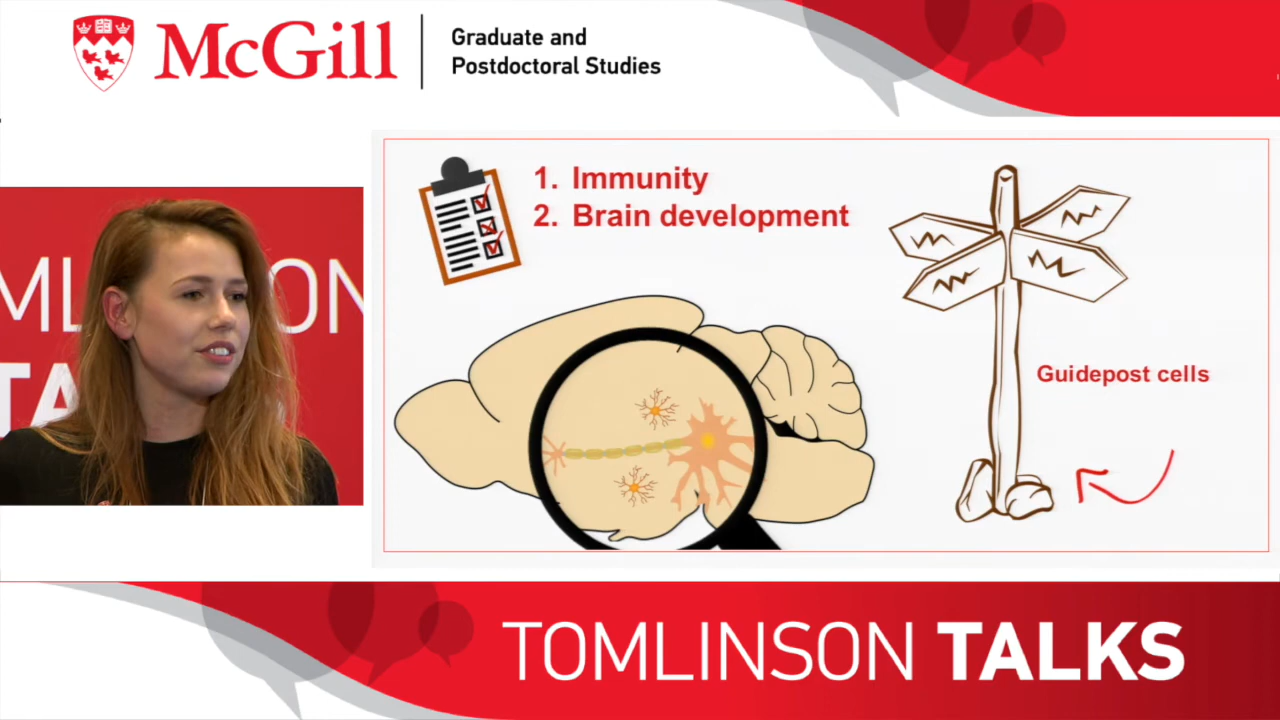 McGill
Graduate and
Postdoctoral Studies
1. Immunity
2. Brain development
Guidepost cells
TOMLINSON TALKS